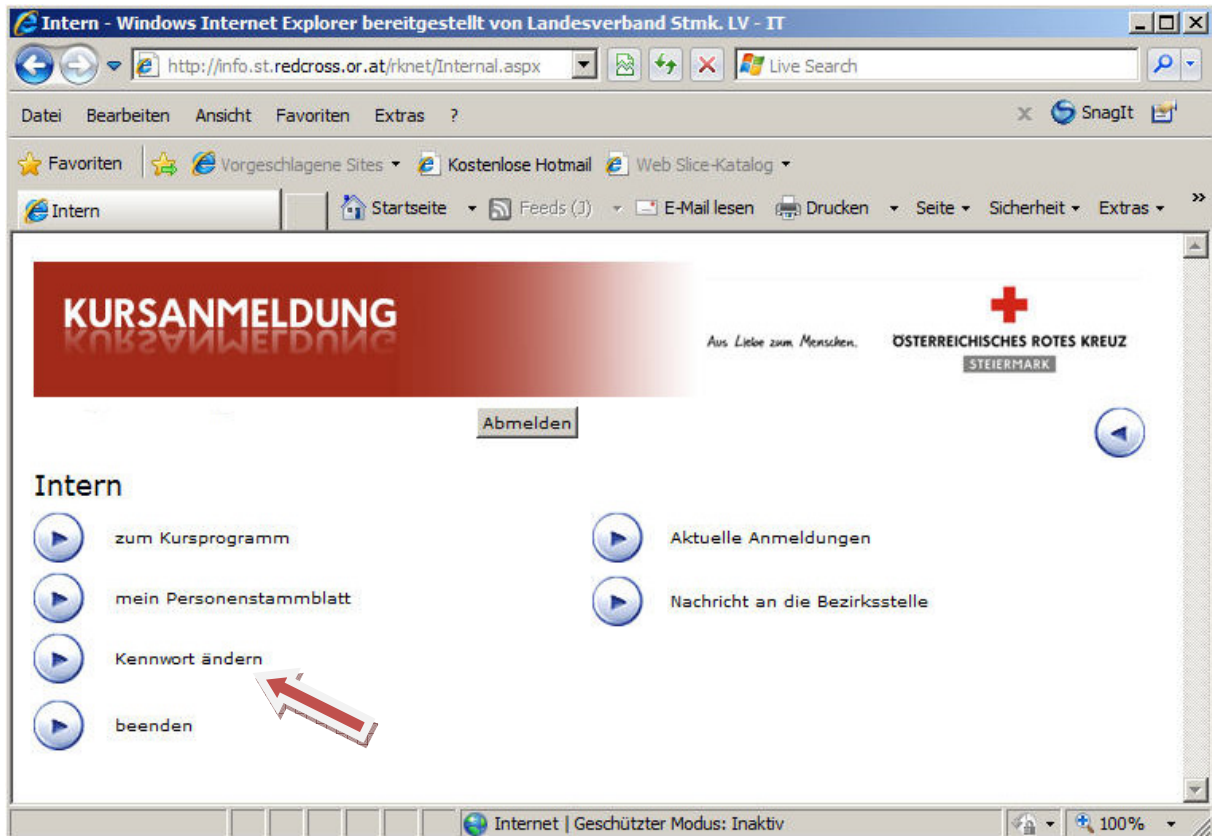 Intern - Windows Internet Explorer bereitgestellt von Landesverband Stmk. LV - IT
http://info.st.redcross.or.at/rknet/Internal.aspx Live Search
Datei Bearbeiten Ansicht Favoriten Extras ? x SnagIt
Favoriten Vorgeschlagene Sites Kostenlose Hotmail Web Slice-Katalog
Intern Startseite Feeds (J) E-Mail lesen Drucken Seite Sicherheit Extras »
KURSANMELDUNG
Aus Liebe zum Menschen. ÖSTERREICHISCHES ROTES KREUZ
STEIERMARK
Abmelden
Intern
zum Kursprogramm Aktuelle Anmeldungen
mein Personenstammblatt Nachricht an die Bezirksstelle
Kennwort ändern
beenden
Internet | Geschützter Modus: Inaktiv 100%